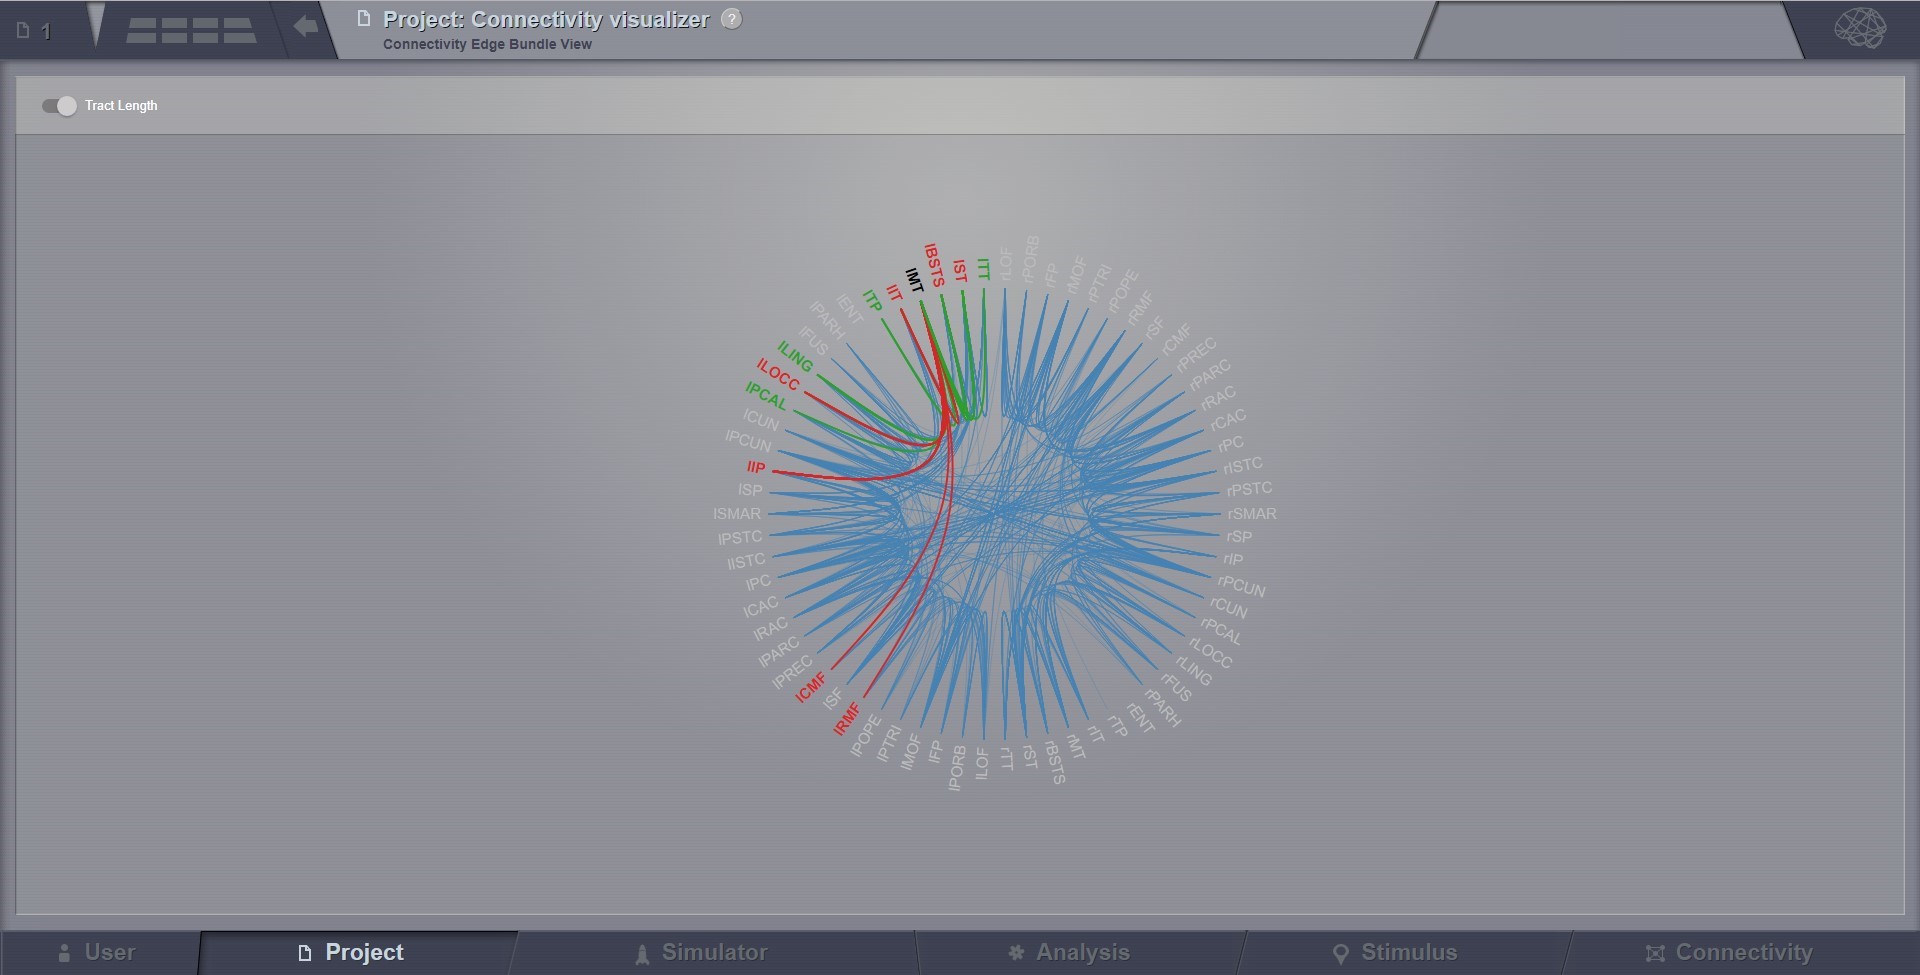 1
Project: Connectivity visualizer ?
Connectivity Edge Bundle View
Tract Length
lTT
lST
lBSTS
lMT
lIT
lTP
lENT
lPARH
lFUS
lLING
lLOCC
lPCAL
lCUN
lPCUN
lIP
lSP
lSMAR
lPSTC
lISTC
lPC
lCAC
lRAC
lPARC
lPREC
lCMF
lSF
lRMF
lPOPE
lPTRI
lMOF
lFP
lPORB
lLOF
rLOF
rPORB
rFP
rMOF
rPTRI
rPOPE
rRMF
rSF
rCMF
rPREC
rPARC
rRAC
rCAC
rPC
rISTC
rPSTC
rSMAR
rSP
rIP
rPCUN
rCUN
rPCAL
rLOCC
rLING
rFUS
rPARH
rENT
rTP
rIT
rMT
rBSTS
rST
rTT
User
Project
Simulator
Analysis
Stimulus
Connectivity